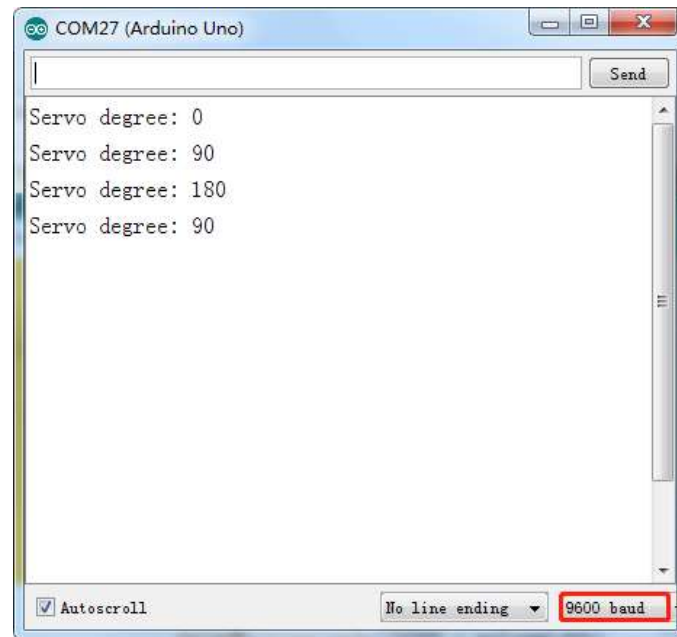 COM27 (Arduino Uno)
Send
Servo degree: 0
Servo degree: 90
Servo degree: 180
Servo degree: 90
Autoscroll
No line ending
9600 baud